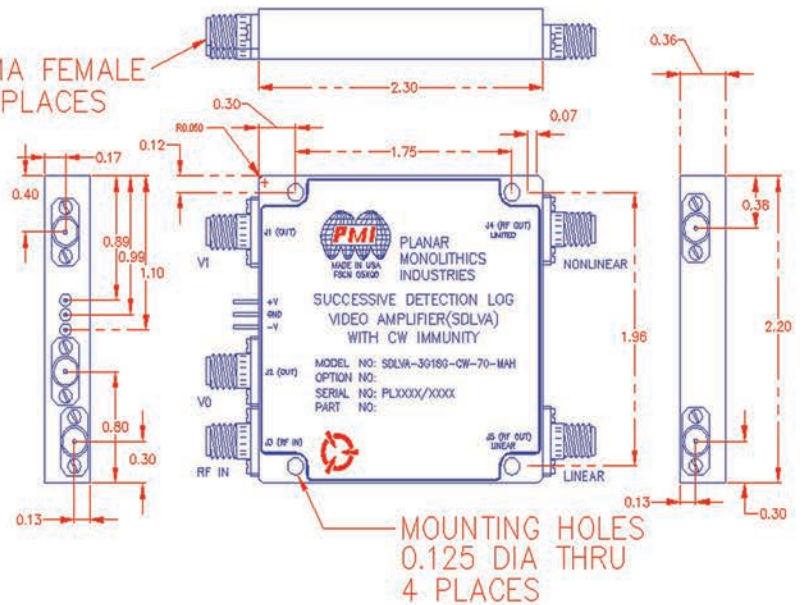 MA FEMALE
PLACES
2.30
0.30
0.12
R0.050
1.75
0.07
0.36
0.17
0.40
0.89
0.99
1.10
0.80
0.30
0.13
J1 (OUT)
V1
PMI
MADE IN USA
PLANAR
MONOLITHICS
INDUSTRIES
J4 (RF OUT)
LIMITED
NONLINEAR
+V
GND
-V
SUCCESSIVE DETECTION LOG
VIDEO AMPLIFIER(SDLVA)
WITH CW IMMUNITY
MODEL NO: SDLVA-3G18G-CW-70-MAH
OPTION NO:
SERIAL NO: PLXXXX/XXXX
PART NO:
V0
J3 (RF IN)
RF IN
J5 (RF OUT)
LINEAR
LINEAR
1.96
0.38
2.20
0.13
0.30
MOUNTING HOLES
0.125 DIA THRU
4 PLACES